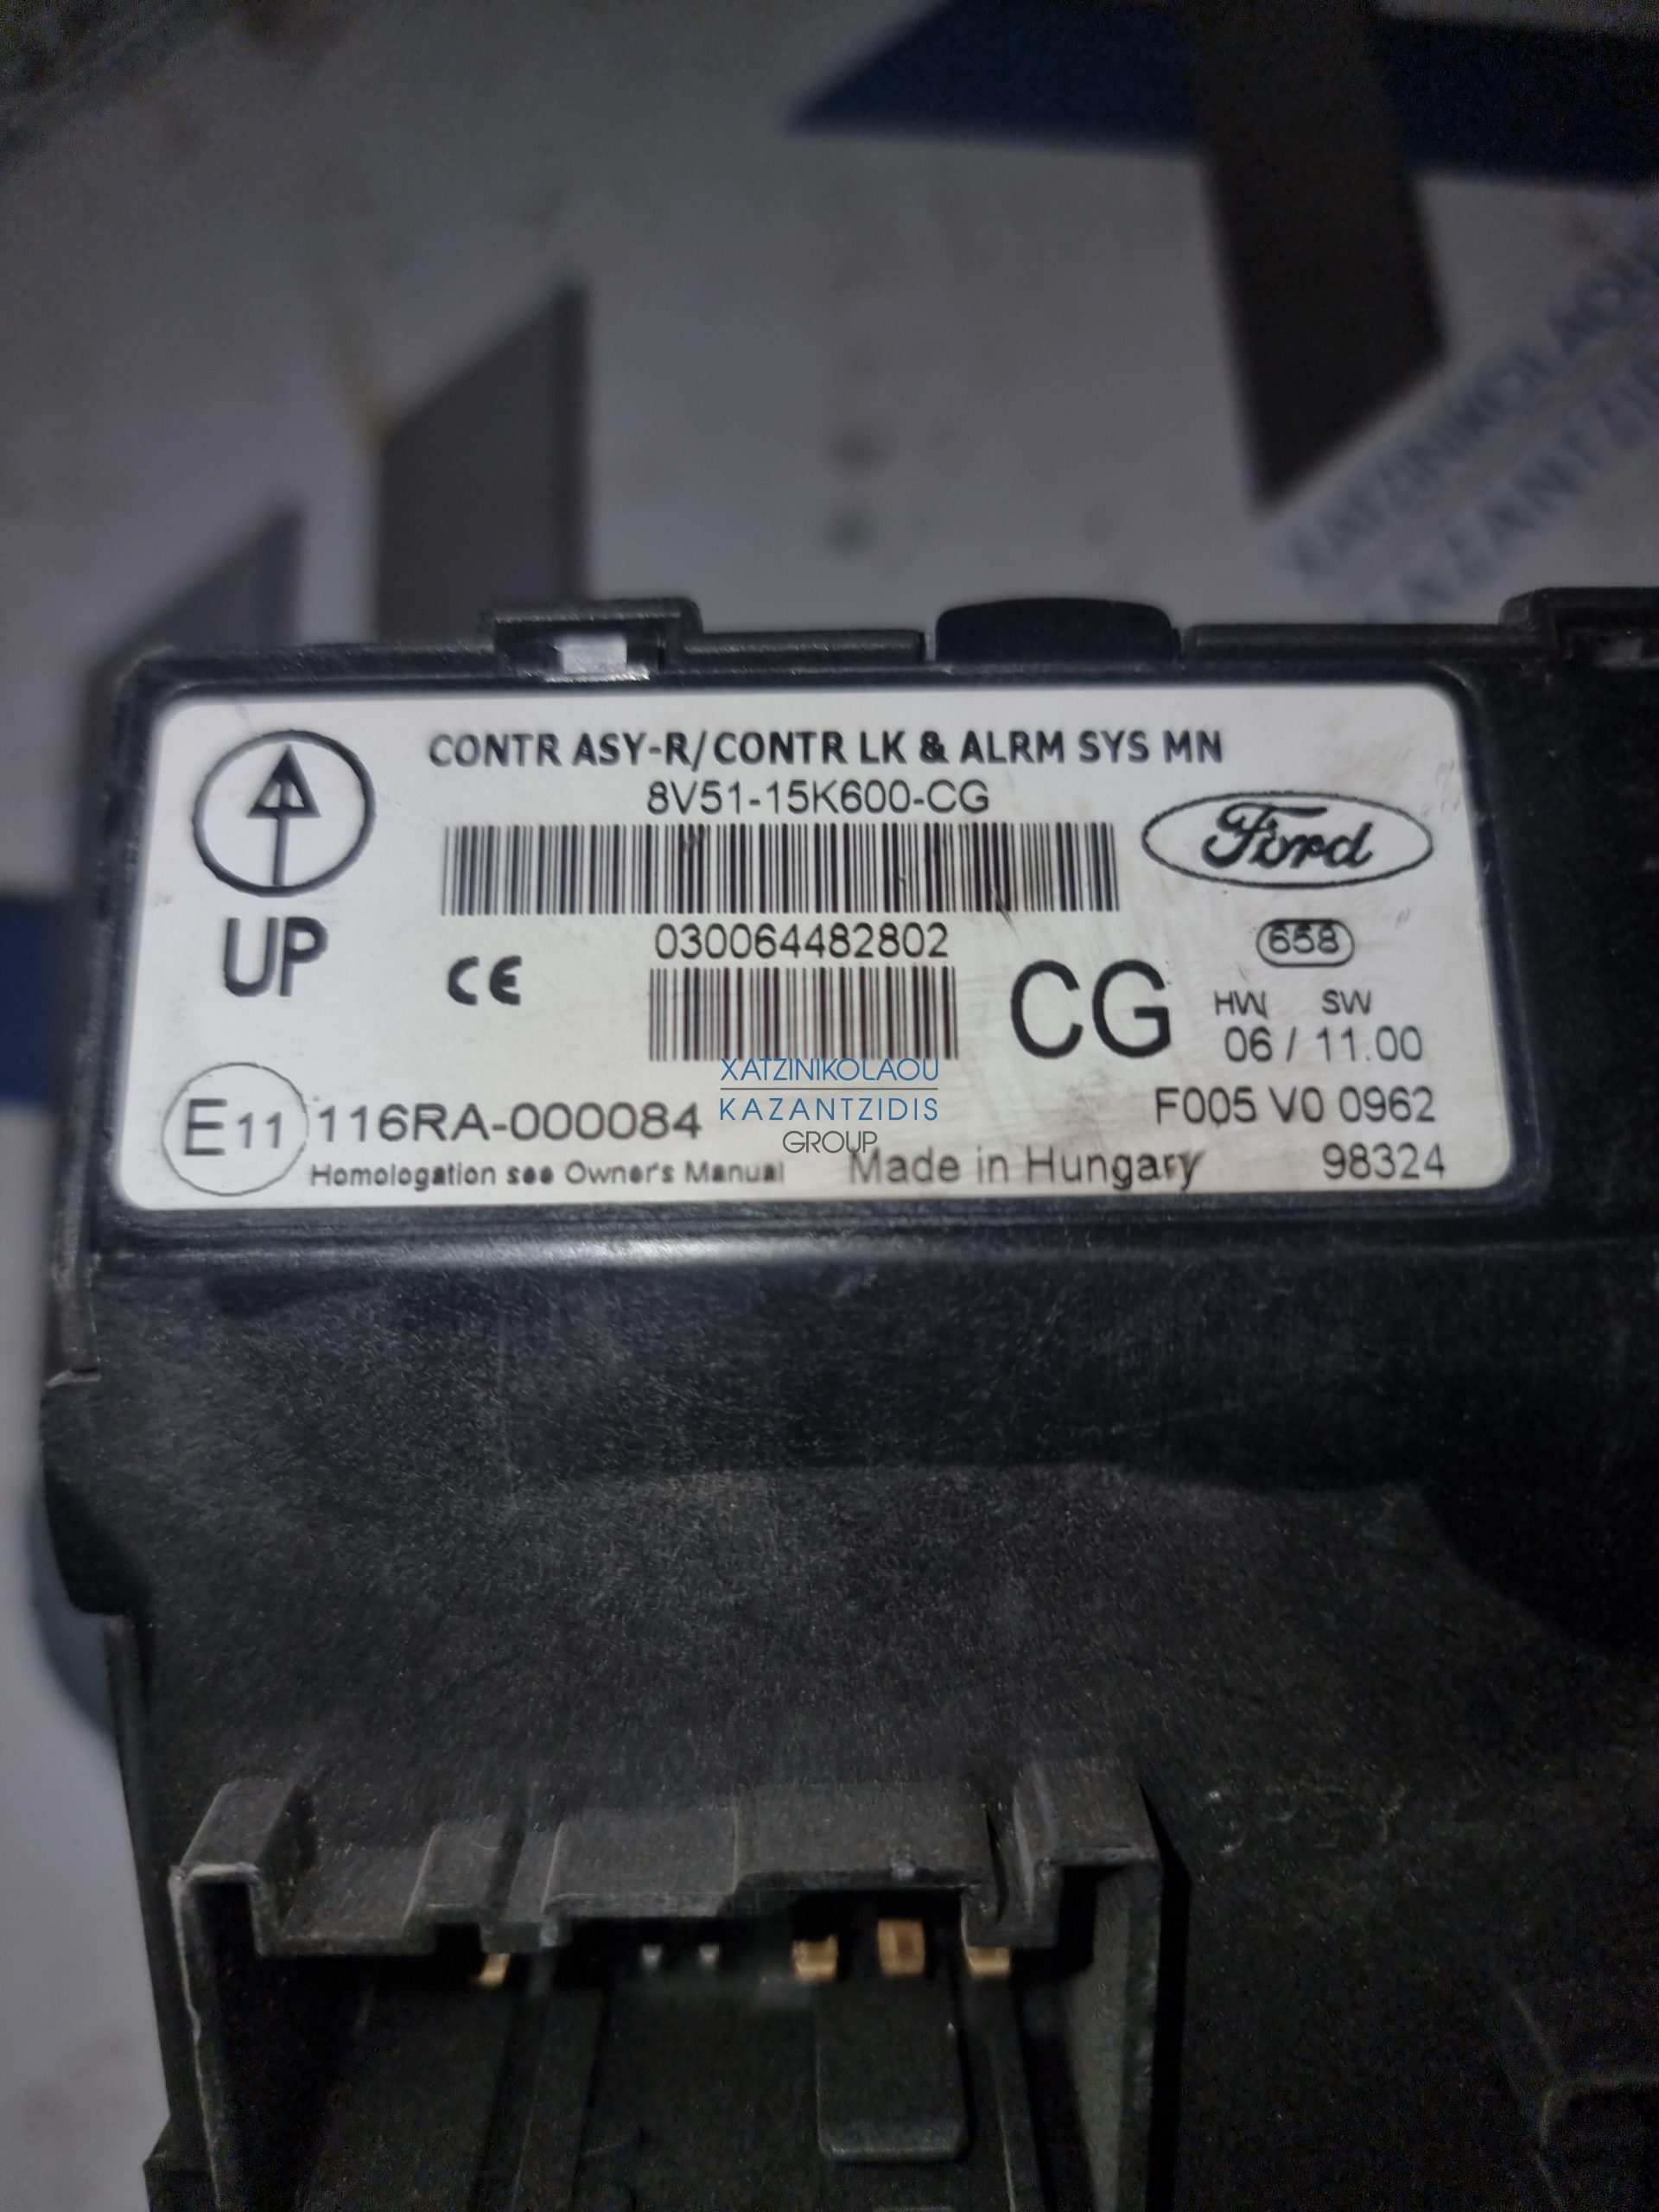 XATZINIKOLAOU
CONTR ASY-R/CONTR LK & ALRM SYS MN
8V51-15K600-CG
Ford
UP
CE
030064482802
CG
658
HW SW
06 / 11.00
E11
116RA-000084
F005 V0 0962
Homologation see Owner's Manual
Made in Hungary
98324
XATZINIKOLAOU
KAZANTZIDIS
GROUP